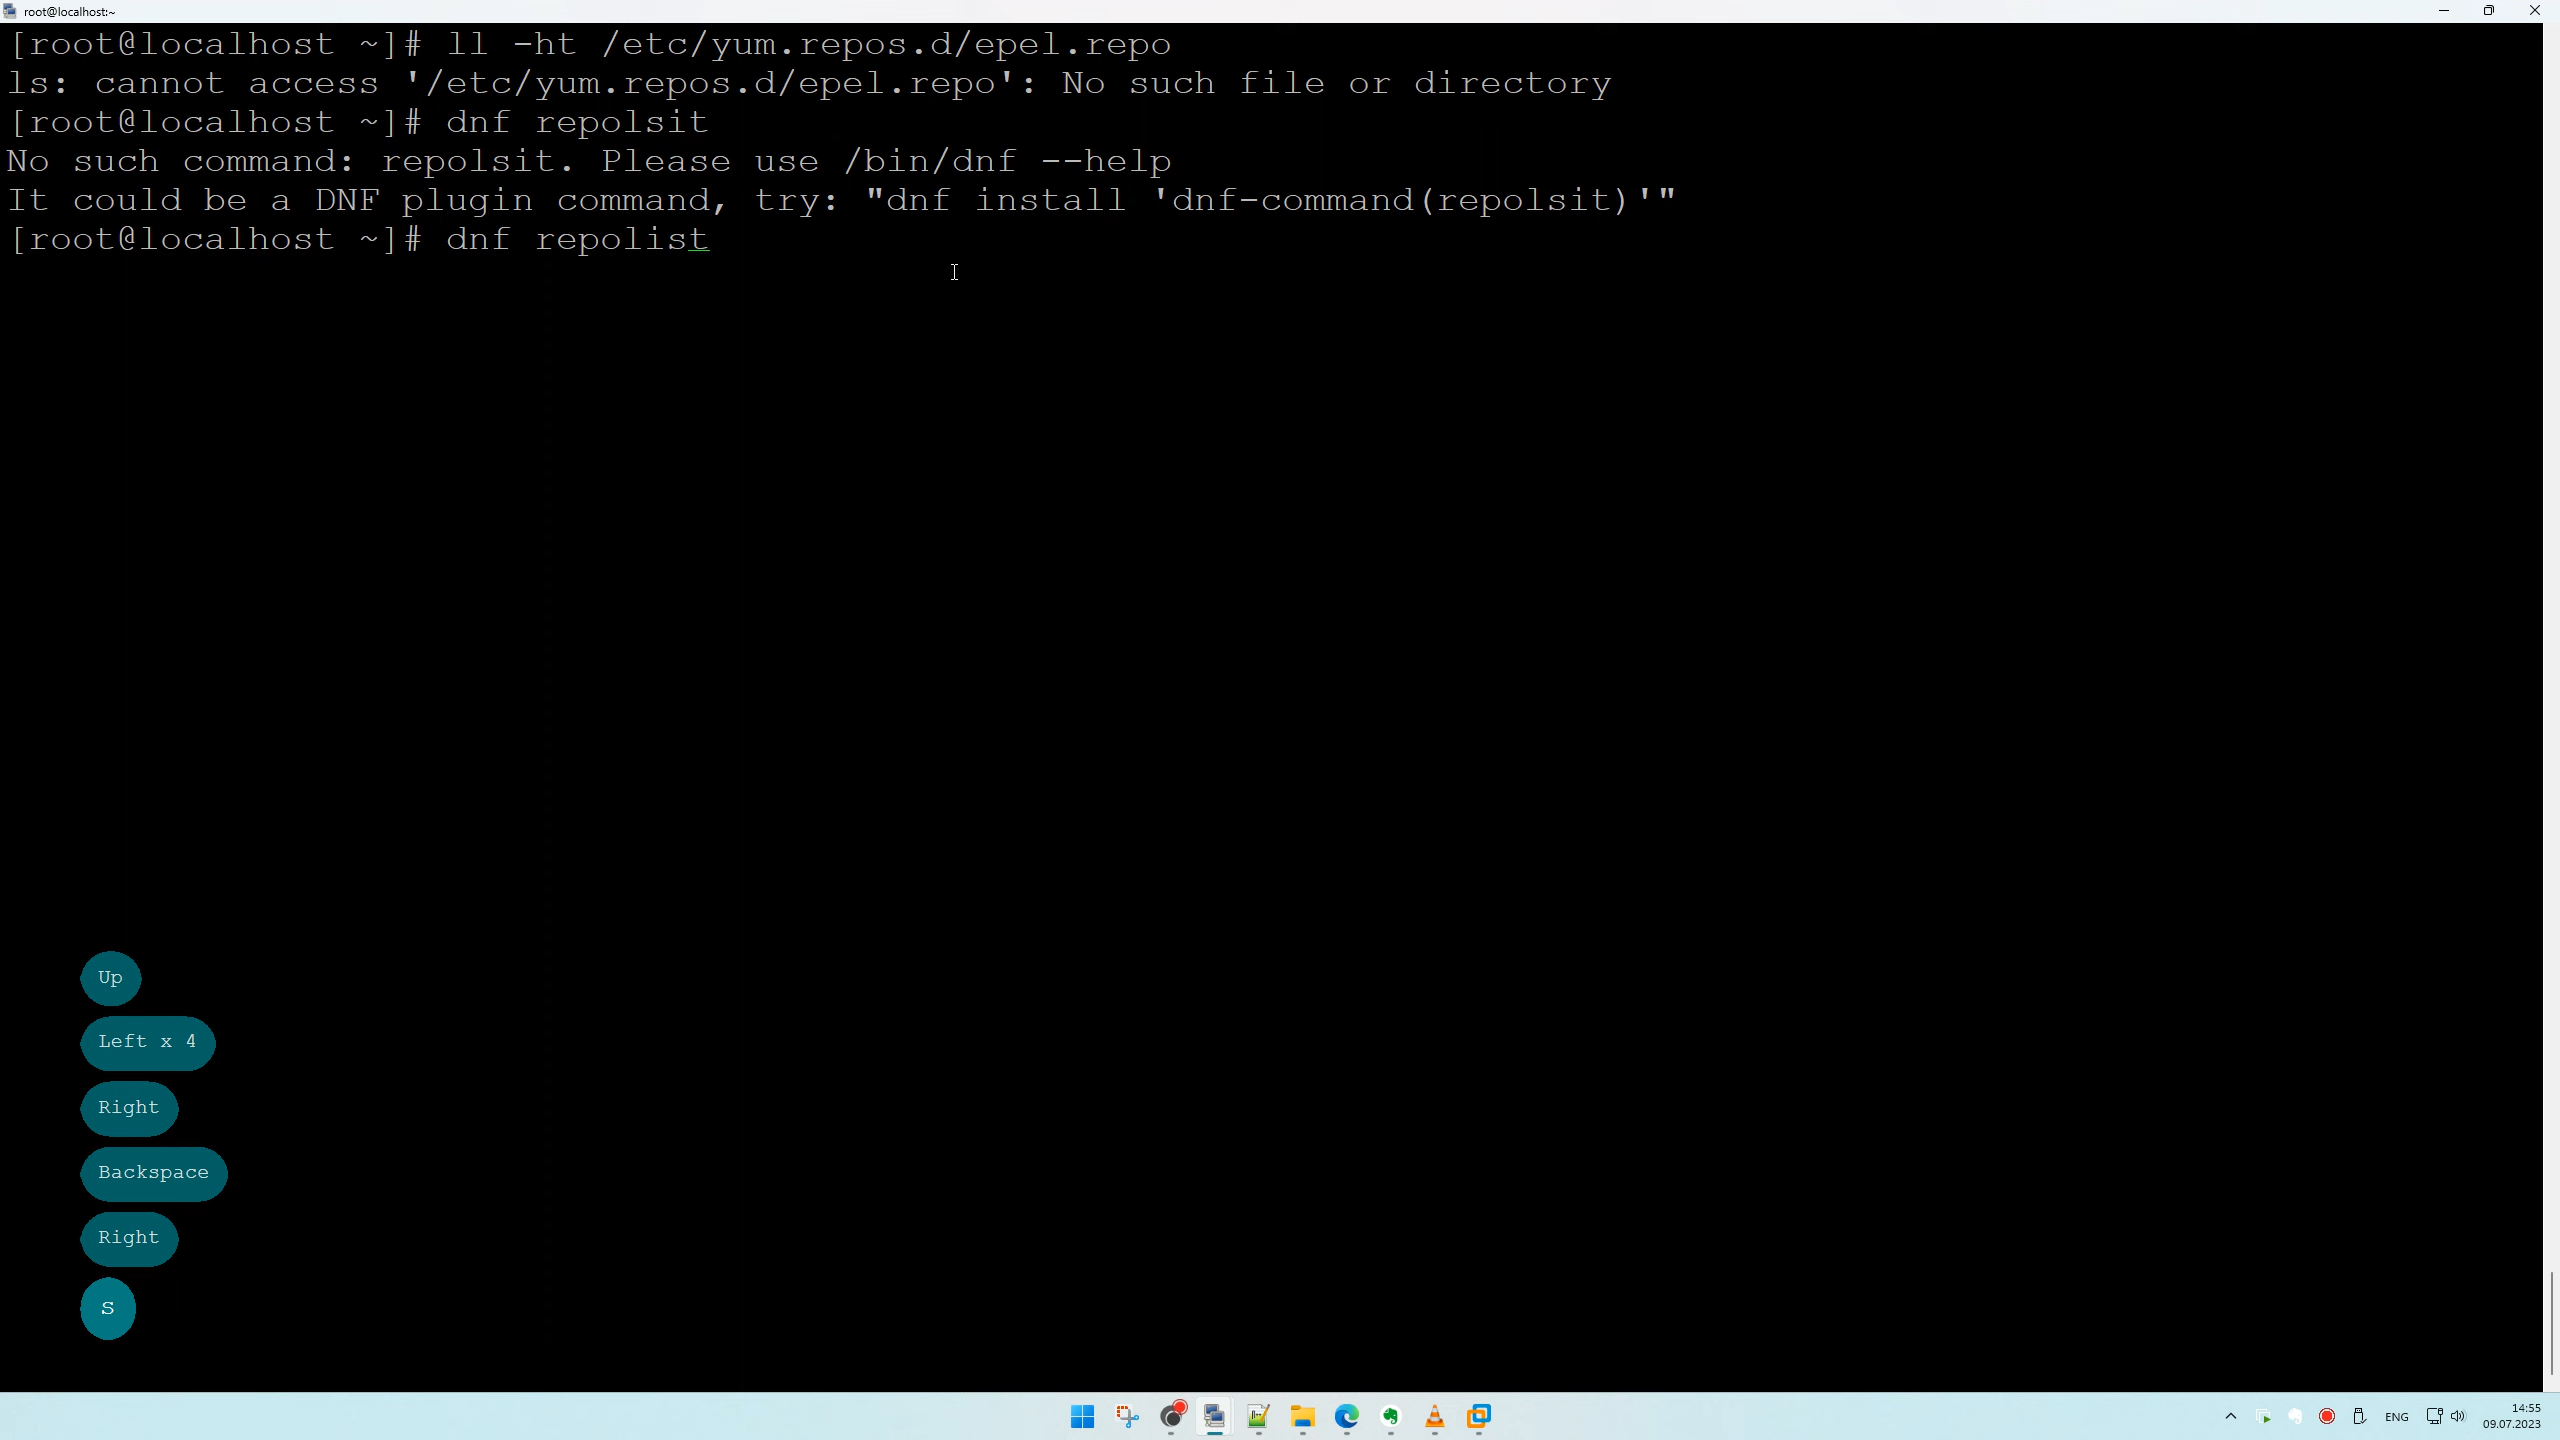 root@localhost:~
[root@localhost ~]# ll -ht /etc/yum.repos.d/epel.repo
ls: cannot access '/etc/yum.repos.d/epel.repo': No such file or directory
[root@localhost ~]# dnf repolsit
No such command: repolsit. Please use /bin/dnf --help
It could be a DNF plugin command, try: "dnf install 'dnf-command(repolsit)'"
[root@localhost ~]# dnf repolist
Up
Left x 4
Right
Backspace
Right
S
ENG
14:55
09.07.2023